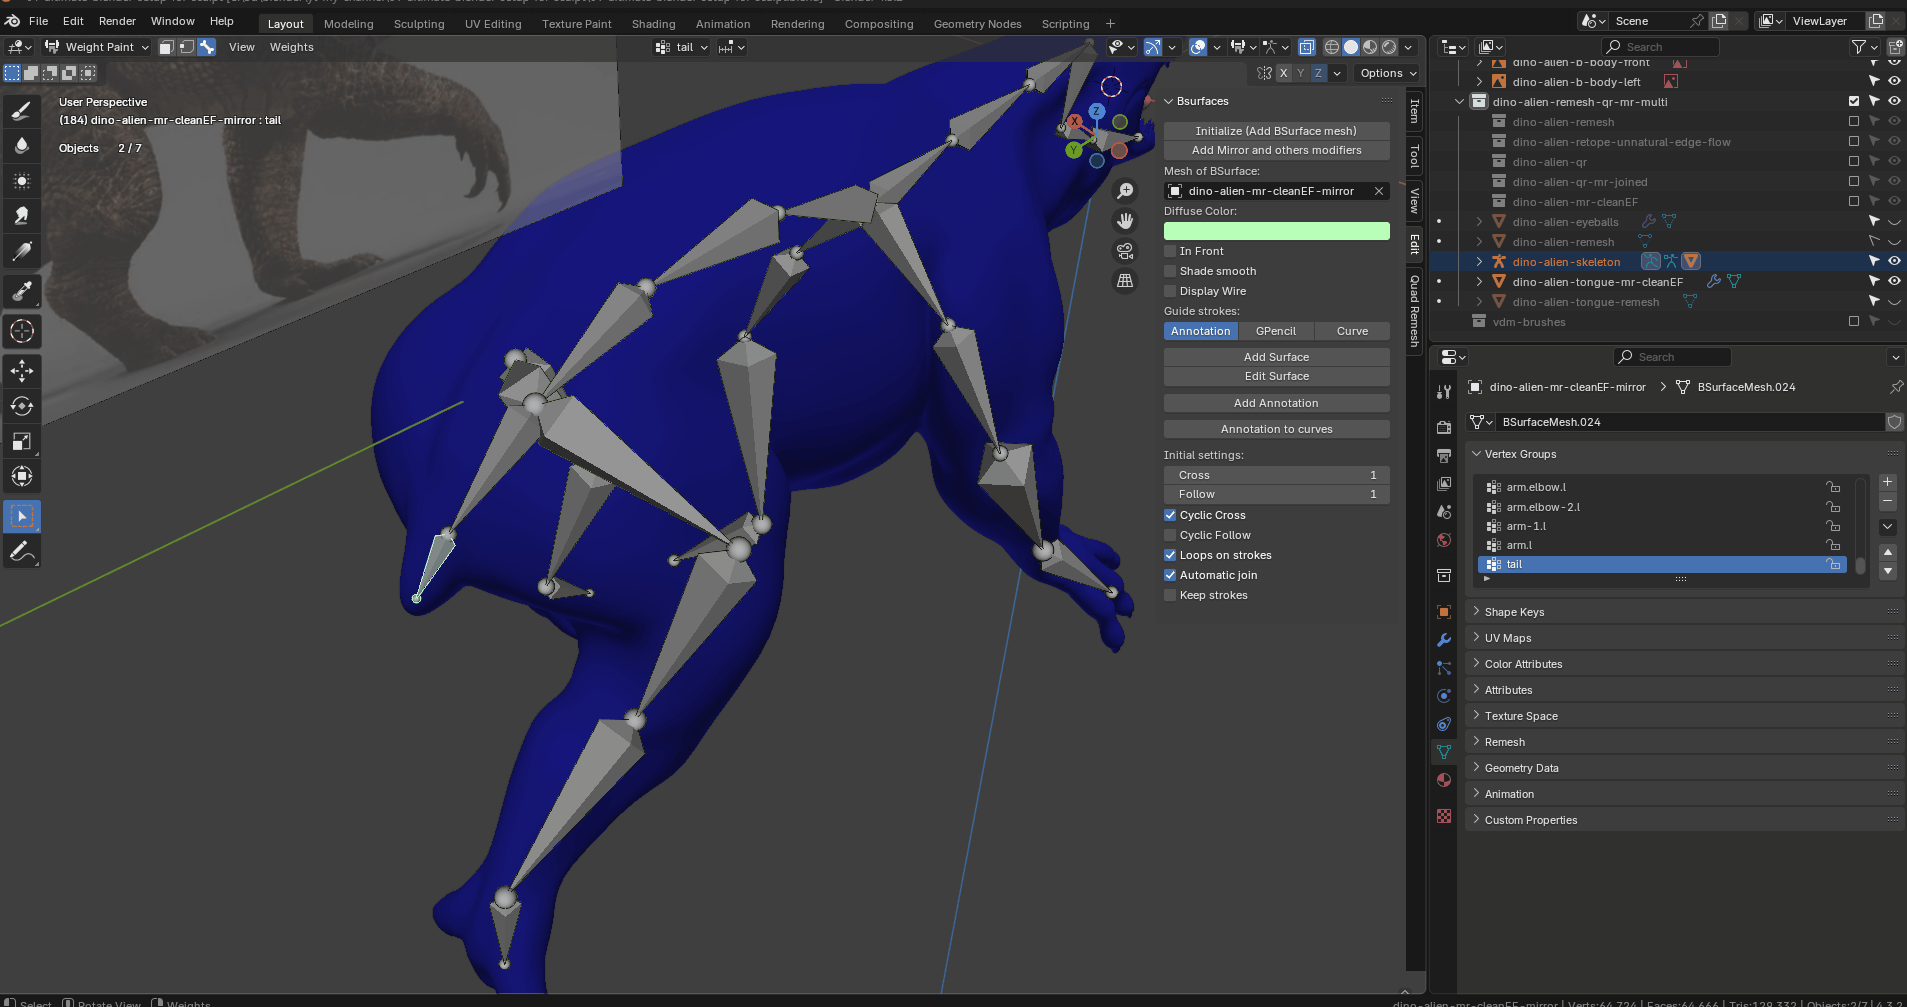 File Edit Render Window Help Layout Modeling Sculpting UV Editing Texture Paint Shading Animation Rendering Compositing Geometry Nodes Scripting + Scene ViewLayer
Weight Paint View Weights tail Search
X Y Z Options
User Perspective
(184) dino-alien-mr-cleanEF-mirror : tail
Objects 2/7
X
Y
Z
Bsurfaces
Initialize (Add BSurface mesh)
Add Mirror and others modifiers
Mesh of BSurface:
dino-alien-mr-cleanEF-mirror
Diffuse Color:
In Front
Shade smooth
Display Wire
Guide strokes:
Annotation GPencil Curve
Add Surface
Edit Surface
Add Annotation
Annotation to curves
Initial settings:
Cross 1
Follow 1
Cyclic Cross
Cyclic Follow
Loops on strokes
Automatic join
Keep strokes
Item
Tool
View
Edit
Quad Remesh
dino-alien-b-body-front
dino-alien-b-body-left
dino-alien-remesh-qr-mr-multi
dino-alien-remesh
dino-alien-retope-unnatural-edge-flow
dino-alien-qr
dino-alien-qr-mr-joined
dino-alien-mr-cleanEF
dino-alien-eyeballs
dino-alien-remesh
dino-alien-skeleton
dino-alien-tongue-mr-cleanEF
dino-alien-tongue-remesh
vdm-brushes
Search
dino-alien-mr-cleanEF-mirror > BSurfaceMesh.024
BSurfaceMesh.024
Vertex Groups
arm.elbow.l
arm.elbow-2.l
arm-1.l
arm.l
tail
Shape Keys
UV Maps
Color Attributes
Attributes
Texture Space
Remesh
Geometry Data
Animation
Custom Properties
Select Rotate View Weights
dino-alien-mr-cleanEF-mirror | Verts:64,724 | Faces:64,666 | Tris:129,332 | Objects:2/7 | 4.3.2